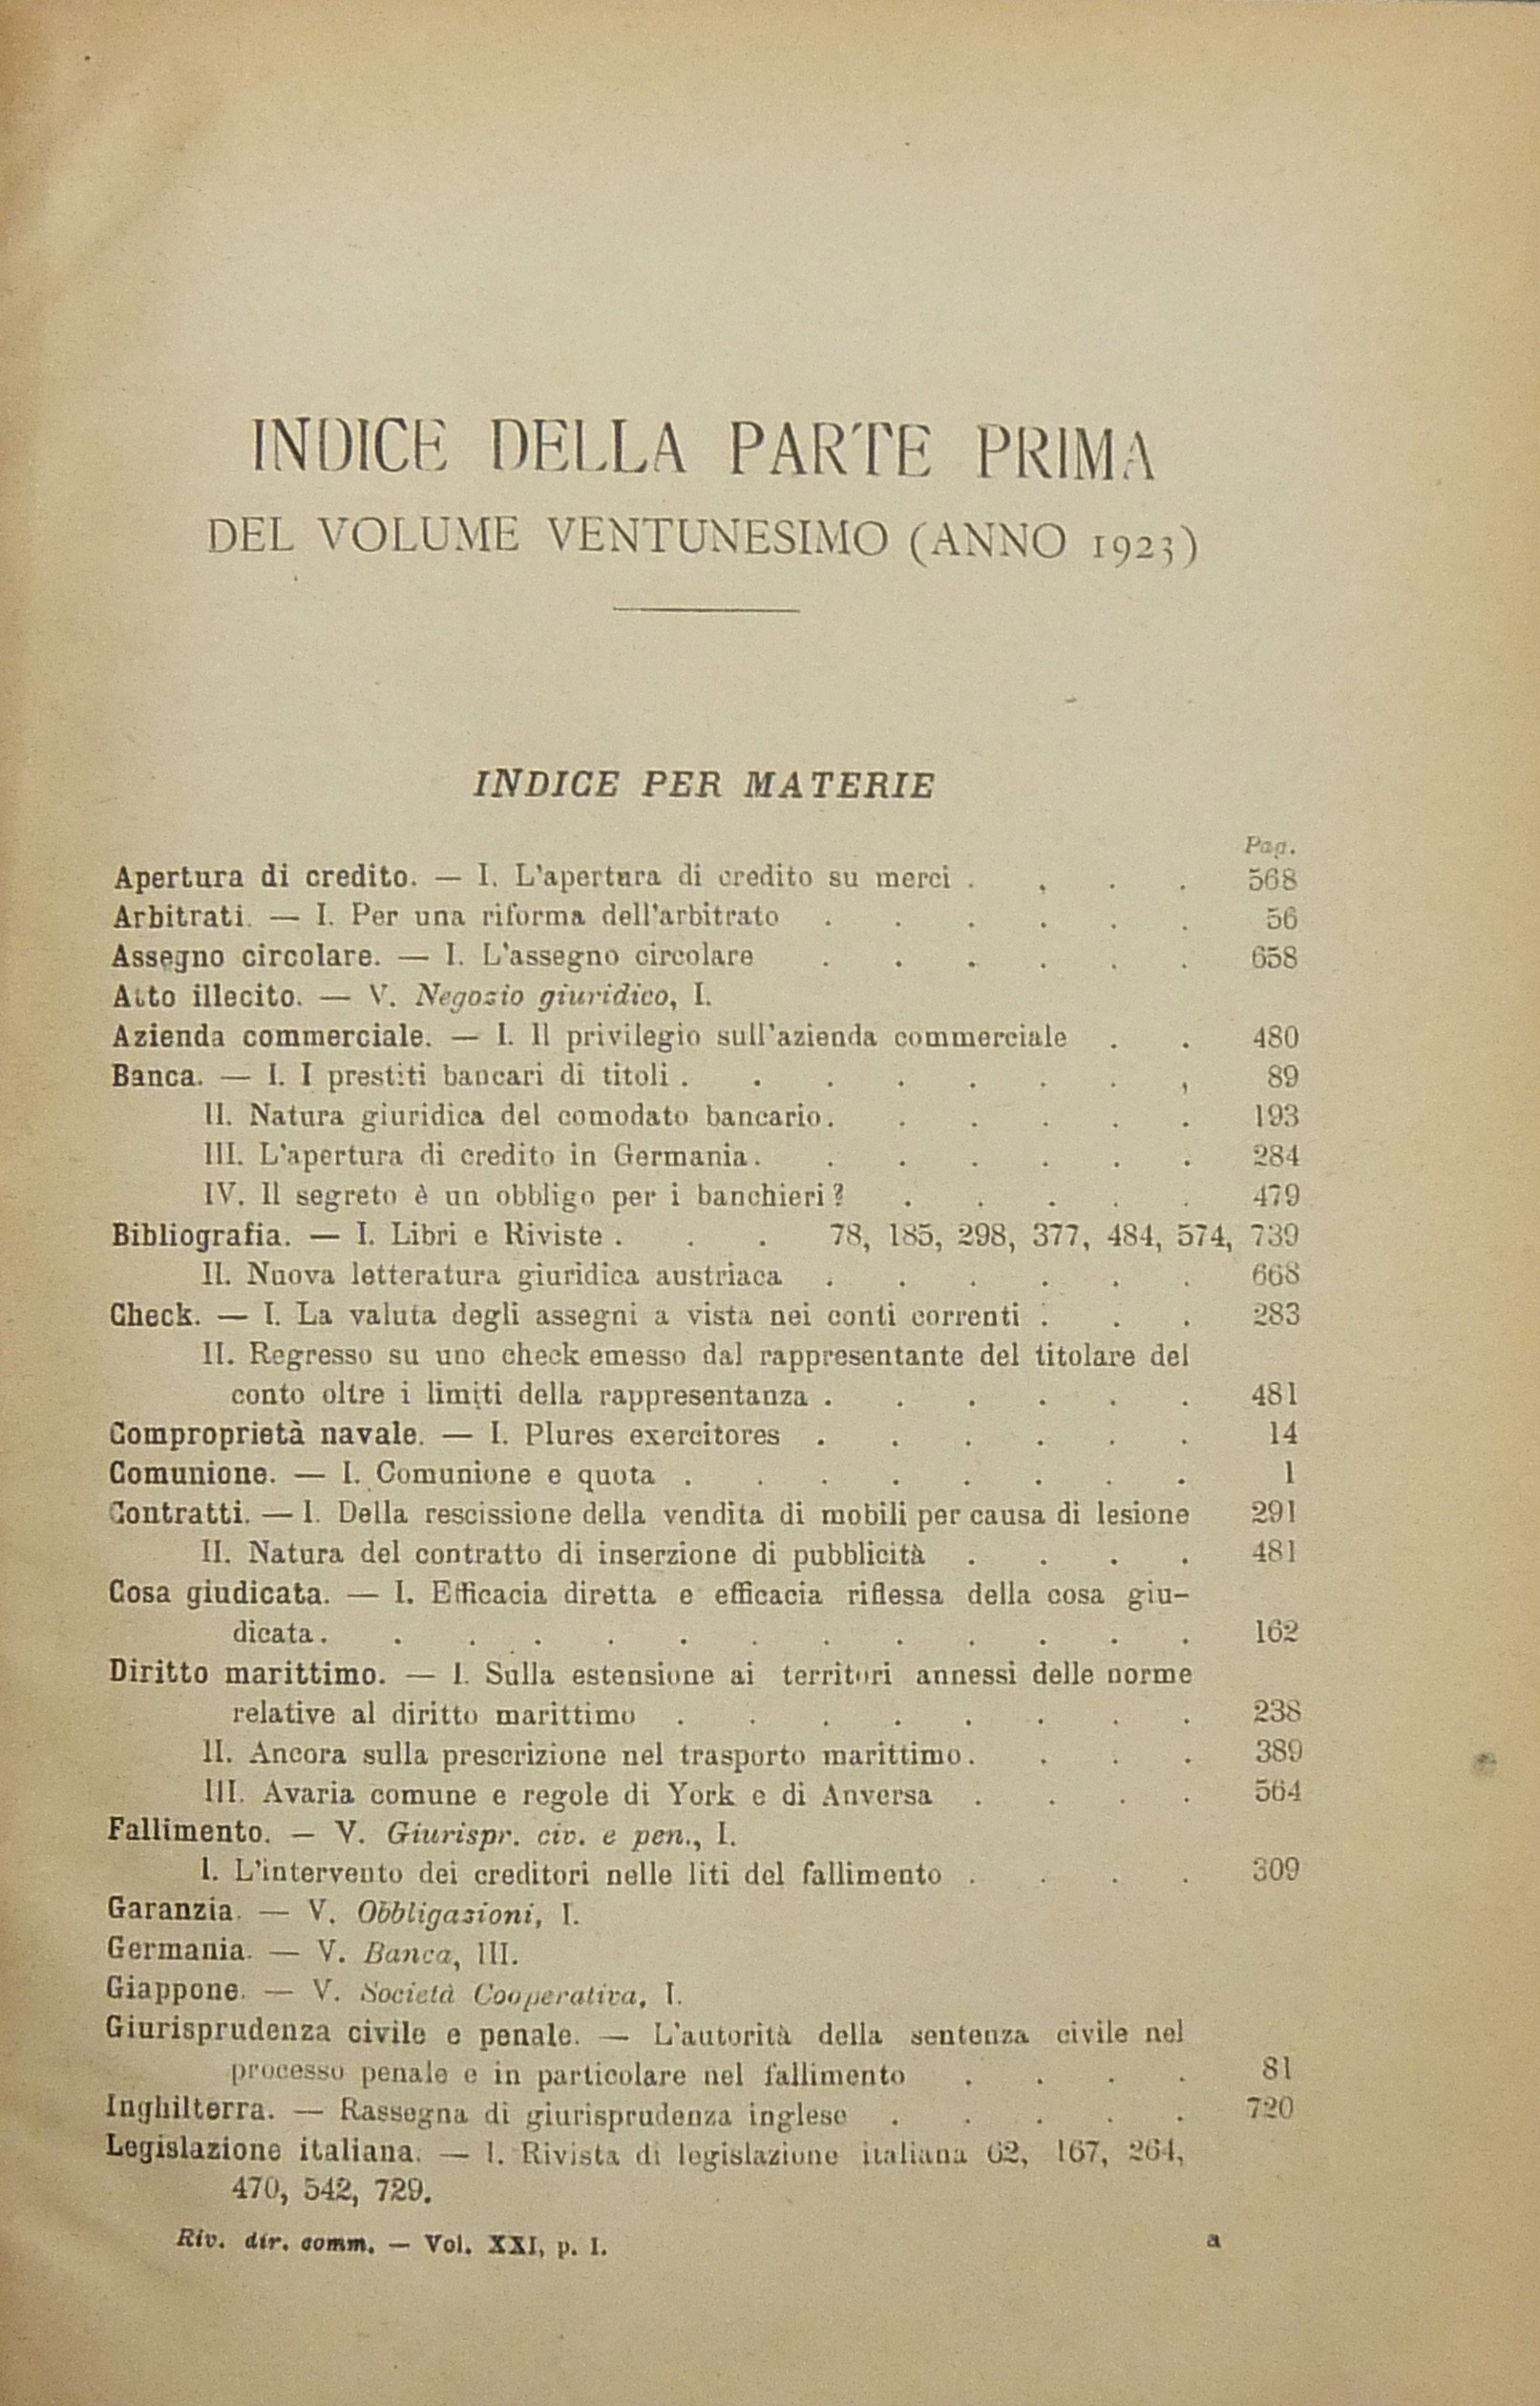 INDICE DELLA PARTE PRIMA
DEL VOLUME VENTUNESIMO (ANNO 1923)
INDICE PER MATERIE
Pag.
Apertura di credito. — I. L'apertura di credito su merci . , . . 568
Arbitrati. — I. Per una riforma dell'arbitrato . . . . . . 56
Assegno circolare. — I. L'assegno circolare . . . . . . 658
Atto illecito. — V. Negozio giuridico, I.
Azienda commerciale. — I. Il privilegio sull'azienda commerciale . . 480
Banca. — I. I prestiti bancari di titoli . . . . . . . , 89
II. Natura giuridica del comodato bancario. . . . . . 193
III. L'apertura di credito in Germania. . . . . . . 284
IV. Il segreto è un obbligo per i banchieri? . . . . . 479
Bibliografia. — I. Libri e Riviste . . . 78, 185, 298, 377, 484, 574, 739
II. Nuova letteratura giuridica austriaca . . . . . . 668
Check. — I. La valuta degli assegni a vista nei conti correnti . . . 283
II. Regresso su uno check emesso dal rappresentante del titolare del
conto oltre i limiti della rappresentanza . . . . . . 481
Comproprietà navale. — I. Plures exercitores . . . . . . 14
Comunione. — I. Comunione e quota . . . . . . . . 1
Contratti. — I. Della rescissione della vendita di mobili per causa di lesione 291
II. Natura del contratto di inserzione di pubblicità . . . . 481
Cosa giudicata. — I. Efficacia diretta e efficacia riflessa della cosa giu-
dicata. . . . . . . . . . . . . 162
Diritto marittimo. — I. Sulla estensione ai territori annessi delle norme
relative al diritto marittimo . . . . . . . . 238
II. Ancora sulla prescrizione nel trasporto marittimo. . . . 389
III. Avaria comune e regole di York e di Anversa . . . . 564
Fallimento. — V. Giurispr. civ. e pen., I.
I. L'intervento dei creditori nelle liti del fallimento . . . . 309
Garanzia. — V. Obbligazioni, I.
Germania. — V. Banca, III.
Giappone. — V. Società Cooperativa, I.
Giurisprudenza civile e penale. — L'autorità della sentenza civile nel
processo penale e in particolare nel fallimento . . . . 81
Inghilterra. — Rassegna di giurisprudenza inglese . . . . . 720
Legislazione italiana. — I. Rivista di legislazione italiana 62, 167, 264,
470, 542, 729.
Riv. dir. comm. — Vol. XXI, p. I. a